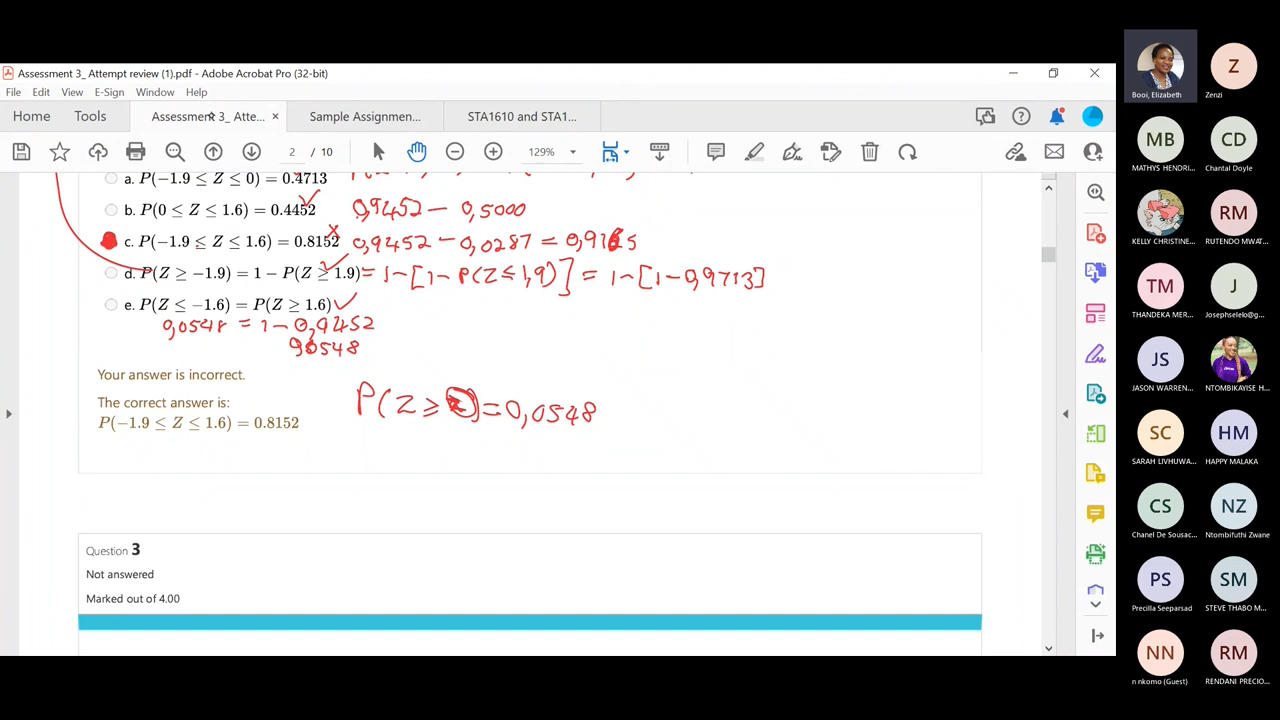 Assessment 3_ Attempt review (1).pdf - Adobe Acrobat Pro (32-bit)
File Edit View E-Sign Window Help
Home Tools Assessment 3_ Atte... × Sample Assignmen... STA1610 and STA1...
2 / 10 129%
a. P(−1.9 ≤ Z ≤ 0) = 0.4713
b. P(0 ≤ Z ≤ 1.6) = 0.4452 ✓ 0,9452 − 0,5000
c. P(−1.9 ≤ Z ≤ 1.6) = 0.8152 × 0,9452 − 0,0287 =
d. P(Z ≥ −1.9) = 1 − P(Z ≥ 1.9) ✓ = 1−[1−P(Z≤1,9)] = 1−[1−0,9713]
e. P(Z ≤ −1.6) = P(Z ≥ 1.6) ✓
0,0548 = 1 − 0,9452
Your answer is incorrect.
The correct answer is:
P(−1.9 ≤ Z ≤ 1.6) = 0.8152
P(Z ≥ z) = 0,0548
Question 3
Not answered
Marked out of 4.00
Booi, Elizabeth
Z
Zenzi
MB
MATHYS HENDRI...
CD
Chantal Doyle
KELLY CHRISTINE...
RM
RUTENDO MWAT...
TM
THANDEKA MER...
J
Josephselelo@g...
JS
JASON WARREN...
NTOMBIKAYISE H...
SC
SARAH LIVHUWA...
HM
HAPPY MALAKA
CS
Chanel De Sousac...
NZ
Ntombifuthi Zwane
PS
Precilla Seeparsad
SM
STEVE THABO M...
NN
n nkomo (Guest)
RM
RENDANI PRECIO...